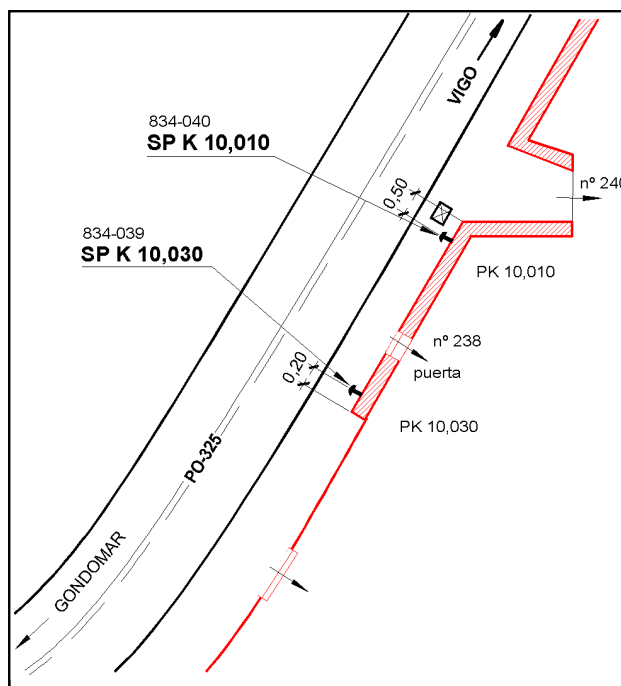 VIGO
834-040
SP K 10,010
nº 240
0,50
834-039
SP K 10,030
PK 10,010
nº 238
puerta
0,20
PK 10,030
PO-325
GONDOMAR